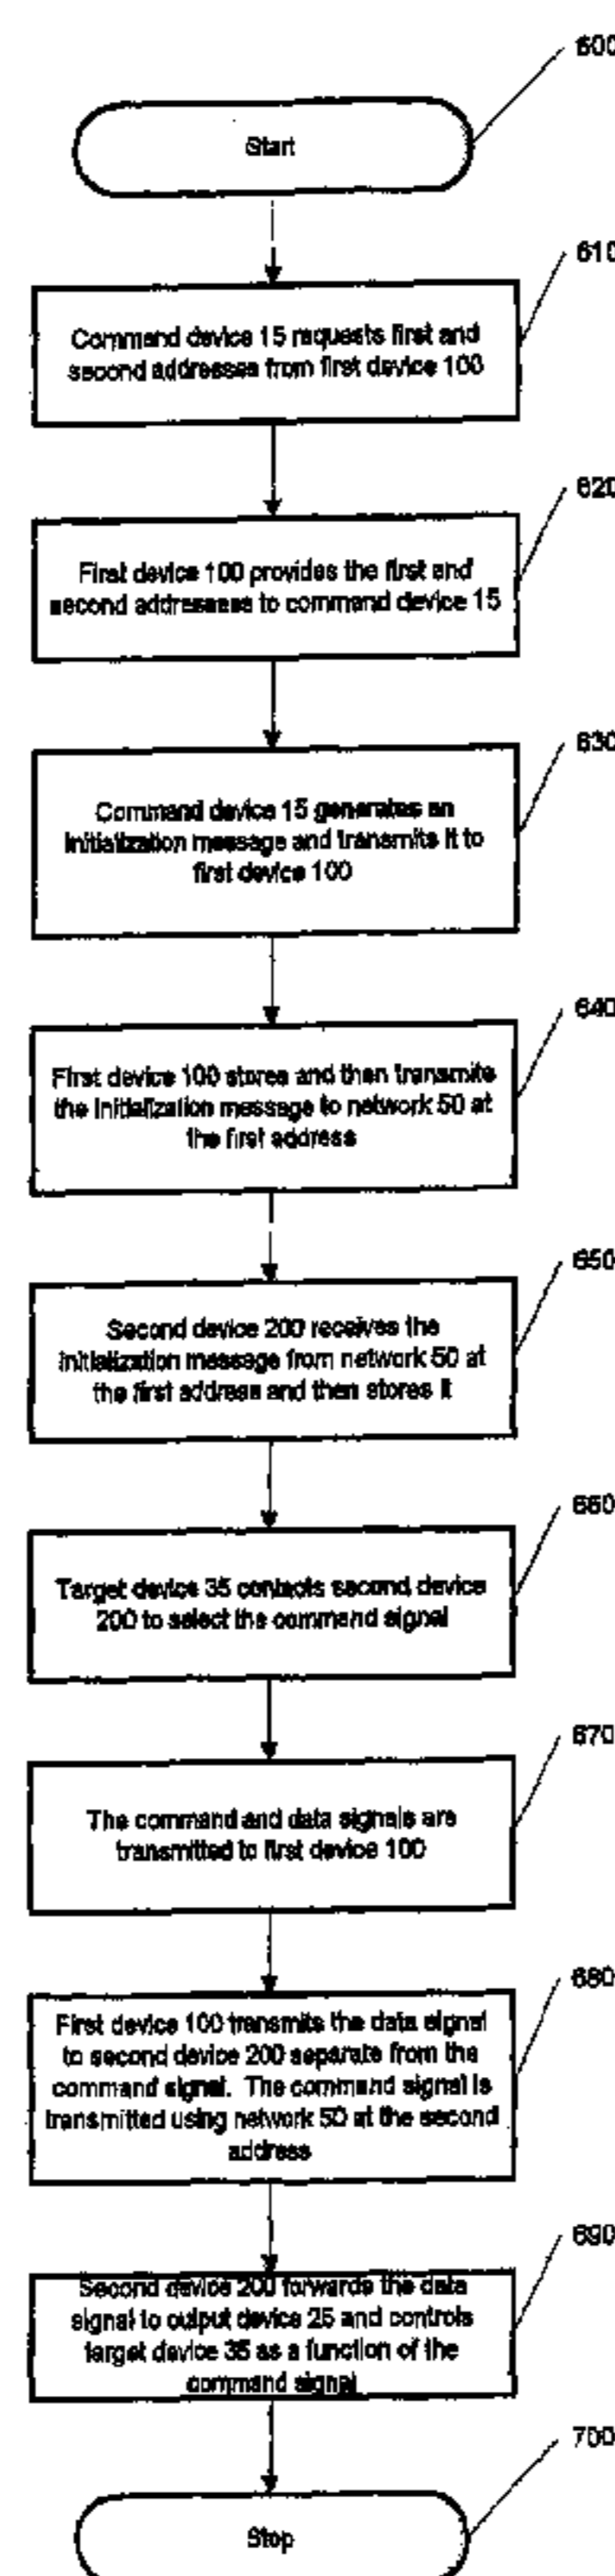 600
Start
610
Command device 15 requests first and
second addresses from first device 100
620
First device 100 provides the first and
second addresses to command device 15
630
Command device 15 generates an
initialization message and transmits it to
first device 100
640
First device 100 stores and then transmits
the initialization message to network 50 at
the first address
650
Second device 200 receives the
initialization message from network 50 at
the first address and then stores it
660
Target device 35 contacts second device
200 to select the command signal
670
The command and data signals are
transmitted to first device 100
680
First device 100 transmits the data signal
to second device 200 separate from the
command signal. The command signal is
transmitted using network 50 at the second
address
690
Second device 200 forwards the data
signal to output device 25 and controls
target device 35 as a function of the
command signal
700
Stop